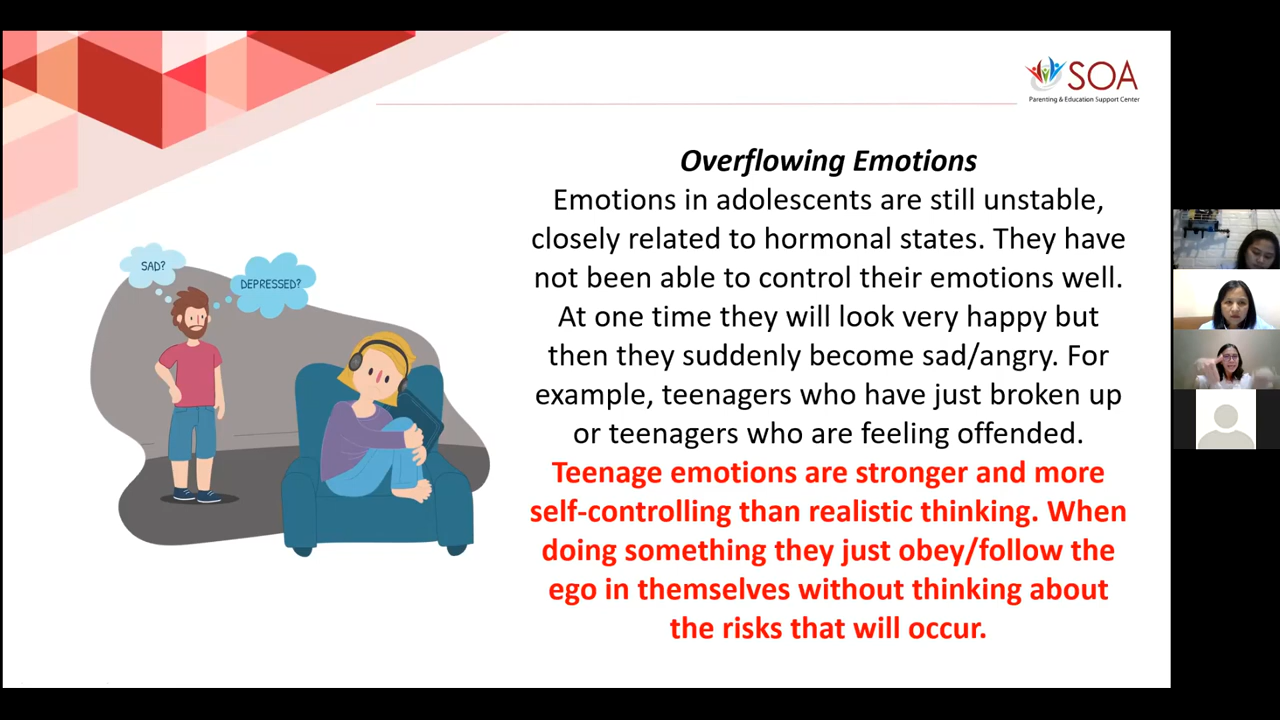 SOA
Parenting & Education Support Center
Overflowing Emotions
Emotions in adolescents are still unstable,
closely related to hormonal states. They have
not been able to control their emotions well.
At one time they will look very happy but
then they suddenly become sad/angry. For
example, teenagers who have just broken up
or teenagers who are feeling offended.
Teenage emotions are stronger and more
self-controlling than realistic thinking. When
doing something they just obey/follow the
ego in themselves without thinking about
the risks that will occur.
SAD?
DEPRESSED?